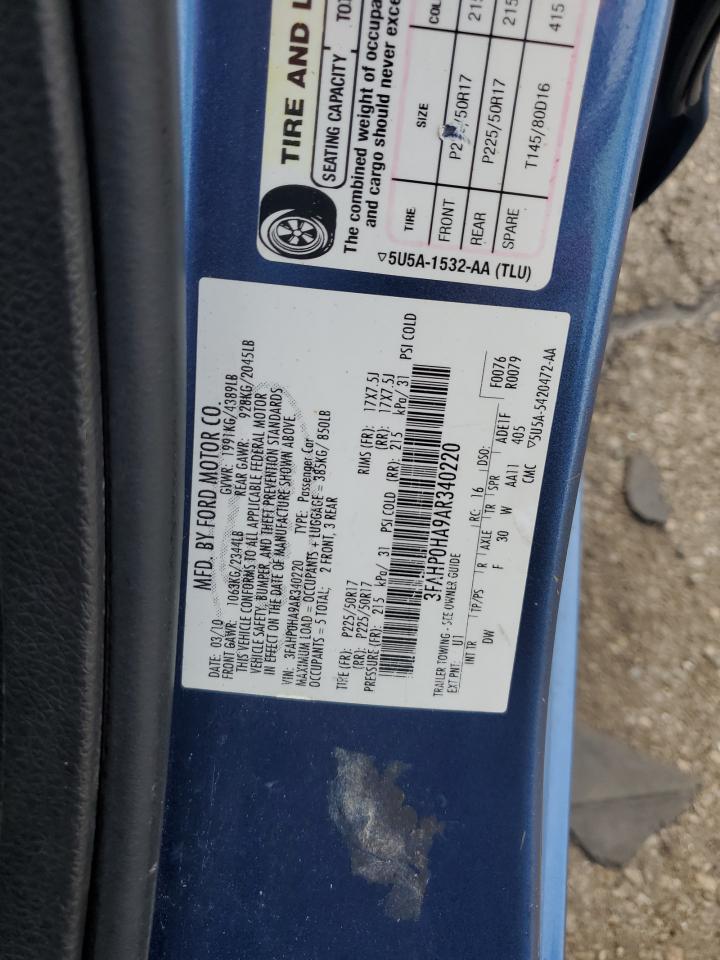 TIRE AND
SEATING CAPACITY
The combined weight of
and cargo should never
TIRE SIZE
FRONT /50R17
REAR P225/50R17
SPARE T145/80D16 415
5U5A-1532-AA (TLU)
MFD. BY FORD MOTOR CO.
DATE: 03/10 GVWR: 1991KG/4389LB
FRONT GAWR: 1063KG/2344LB REAR GAWR: 928KG/2045LB
THIS VEHICLE CONFORMS TO ALL APPLICABLE FEDERAL MOTOR
VEHICLE SAFETY, BUMPER, AND THEFT PREVENTION STANDARDS
IN EFFECT ON THE DATE OF MANUFACTURE SHOWN ABOVE.
VIN: 3FAHP0HA9AR340220 TYPE: Passenger Car
MAXIMUM LOAD = OCCUPANTS + LUGGAGE = 385KG/ 850LB
OCCUPANTS = 5 TOTAL; 2 FRONT, 3 REAR
TIRE (FR): P225/50R17 RIMS (FR): 17X7.5J
(RR): P225/50R17 (RR): 17X7.5J
PRESSURE (FR): 215 kPa/ 31 PSI COLD (RR): 215 kPa/ 31 PSI COLD
3FAHP0HA9AR340220
TRAILER TOWING - SEE OWNER GUIDE
EXT PNT: U1 RC: 16 DSO: F0076
R0079
INT TR TP/PS R AXLE TR SPR ADE1F
DW F 30 W AA11 405
CMC 5U5A-5420472-AA